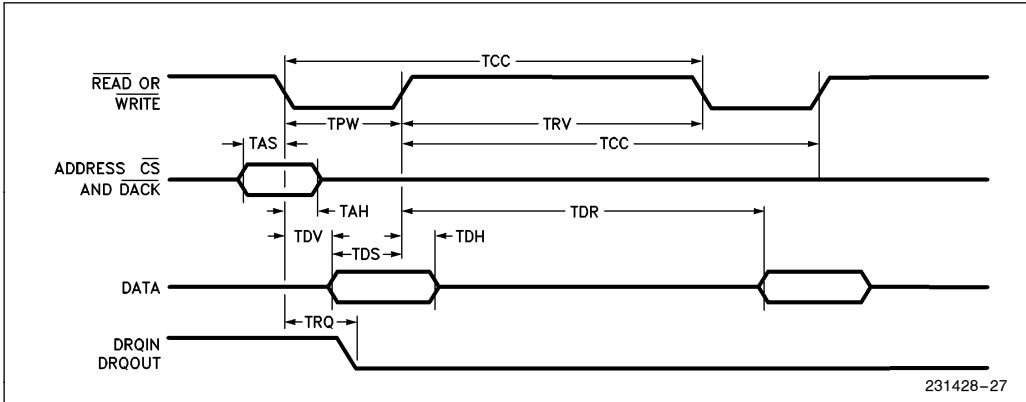 TCC
READ OR
WRITE
TPW
TRV
TAS
TCC
ADDRESS CS
AND DACK
TAH
TDR
TDV
TDH
TDS
DATA
TRQ
DRQIN
DRQOUT
231428–27